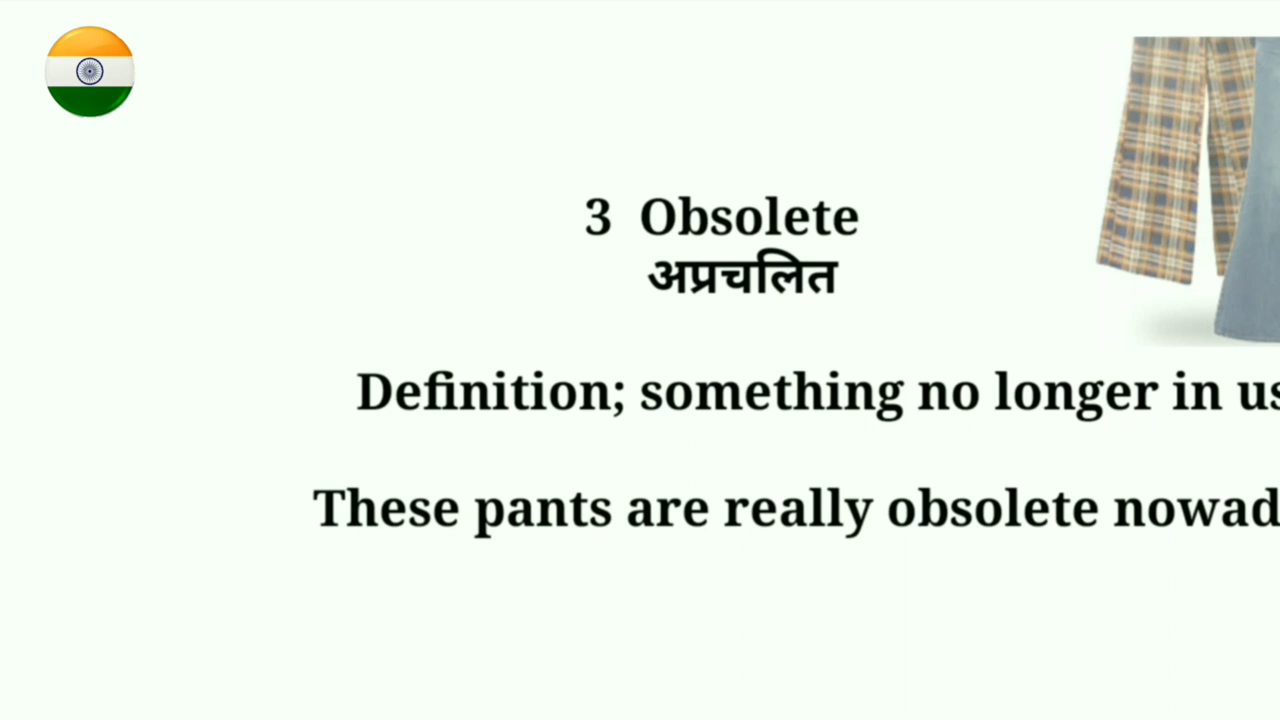 3 Obsolete
अप्रचलित
Definition; something no longer in us
These pants are really obsolete nowad